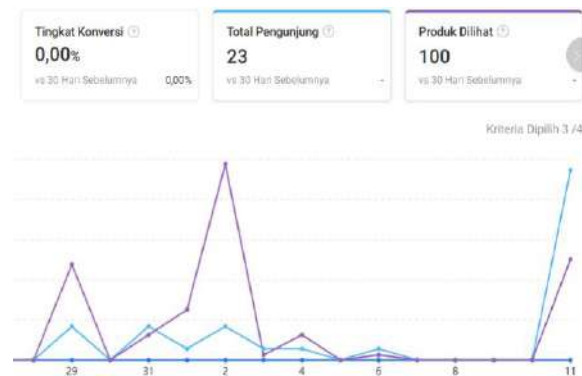 Tingkat Konversi
0,00%
vs 30 Hari Sebelumnya 0,00%
Total Pengunjung
23
vs 30 Hari Sebelumnya -
Produk Dilihat
100
vs 30 Hari Sebelumnya -
Kriteria Dipilih 3 /4
29 31 2 4 6 8 11